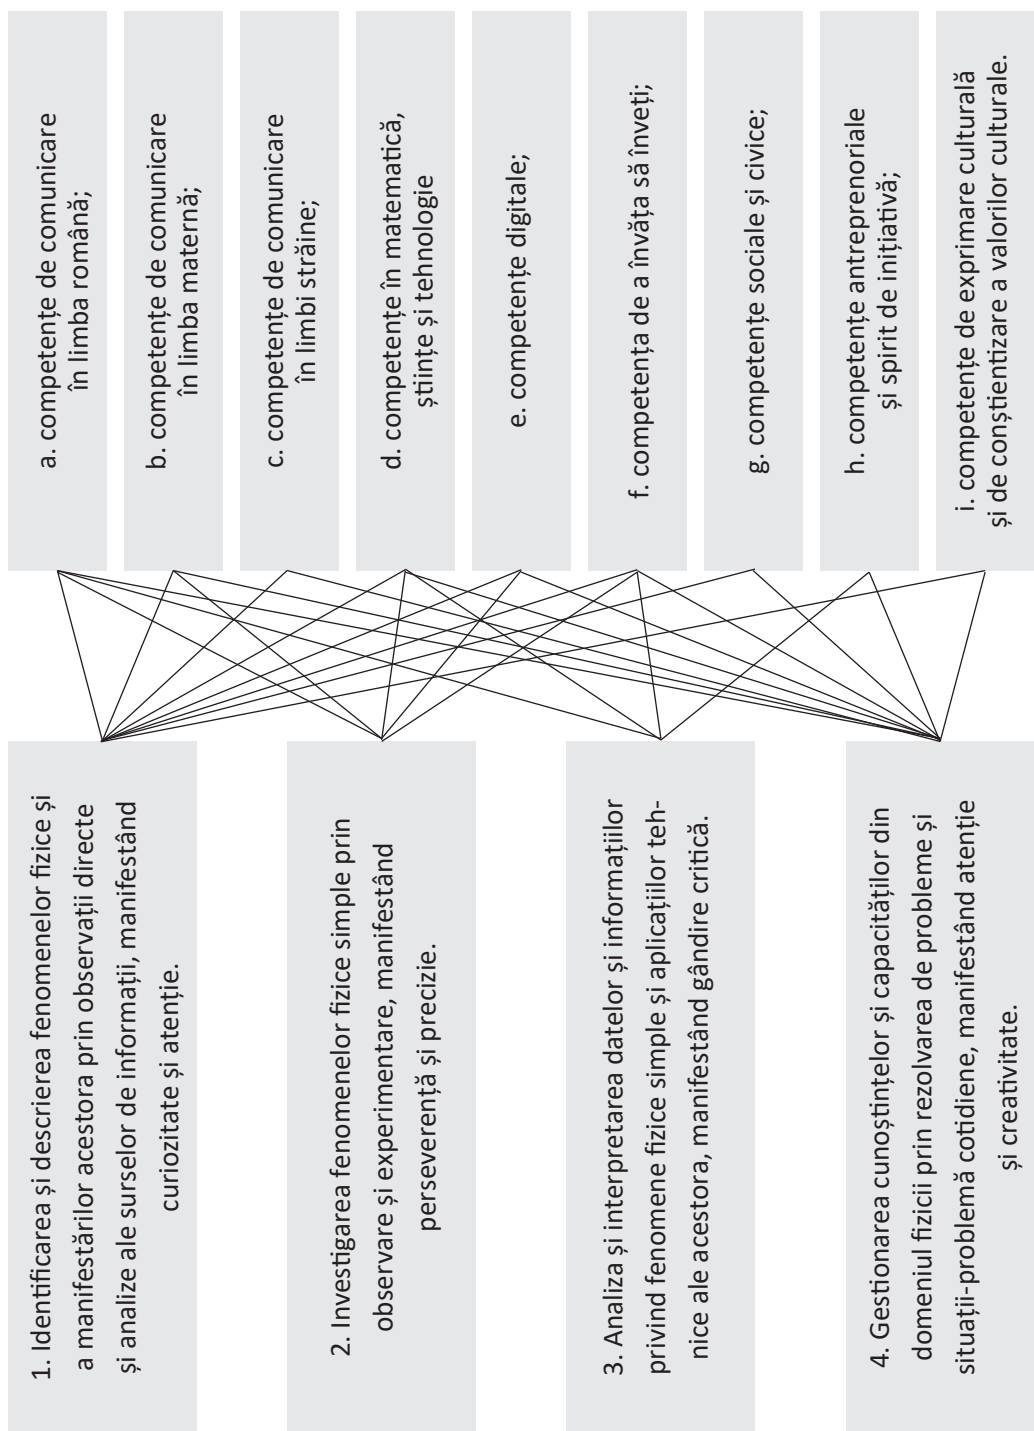 1. Identificarea și descrierea fenomenelor fizice și
a manifestărilor acestora prin observații directe
și analize ale surselor de informații, manifestând
curiozitate și atenție.
2. Investigarea fenomenelor fizice simple prin
observare și experimentare, manifestând
perseverență și precizie.
3. Analiza și interpretarea datelor și informațiilor
privind fenomene fizice simple și aplicațiilor teh-
nice ale acestora, manifestând gândire critică.
4. Gestionarea cunoștințelor și capacităților din
domeniul fizicii prin rezolvarea de probleme și
situații-problemă cotidiene, manifestând atenție
și creativitate.
a. competențe de comunicare
în limba română;
b. competențe de comunicare
în limba maternă;
c. competențe de comunicare
în limbi străine;
d. competențe în matematică,
științe și tehnologie
e. competențe digitale;
f. competența de a învăța să înveți;
g. competențe sociale și civice;
h. competențe antreprenoriale
și spirit de inițiativă;
i. competențe de exprimare culturală
și de conștientizare a valorilor culturale.